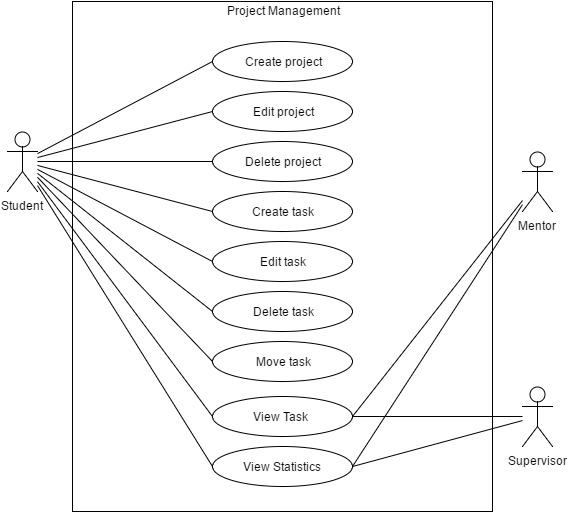 Project Management
Create project
Edit project
Delete project
Student
Create task
Mentor
Edit task
Delete task
Move task
View Task
View Statistics
Supervisor